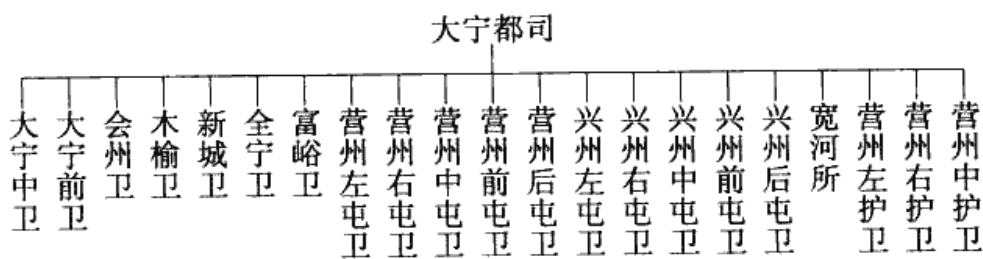 大宁都司
大宁中卫
大宁前卫
会州卫
木榆卫
新城卫
全宁卫
富峪卫
营州左屯卫
营州右屯卫
营州中屯卫
营州前屯卫
营州后屯卫
兴州左屯卫
兴州右屯卫
兴州中屯卫
兴州前屯卫
兴州后屯卫
宽河所
营州左护卫
营州右护卫
营州中护卫